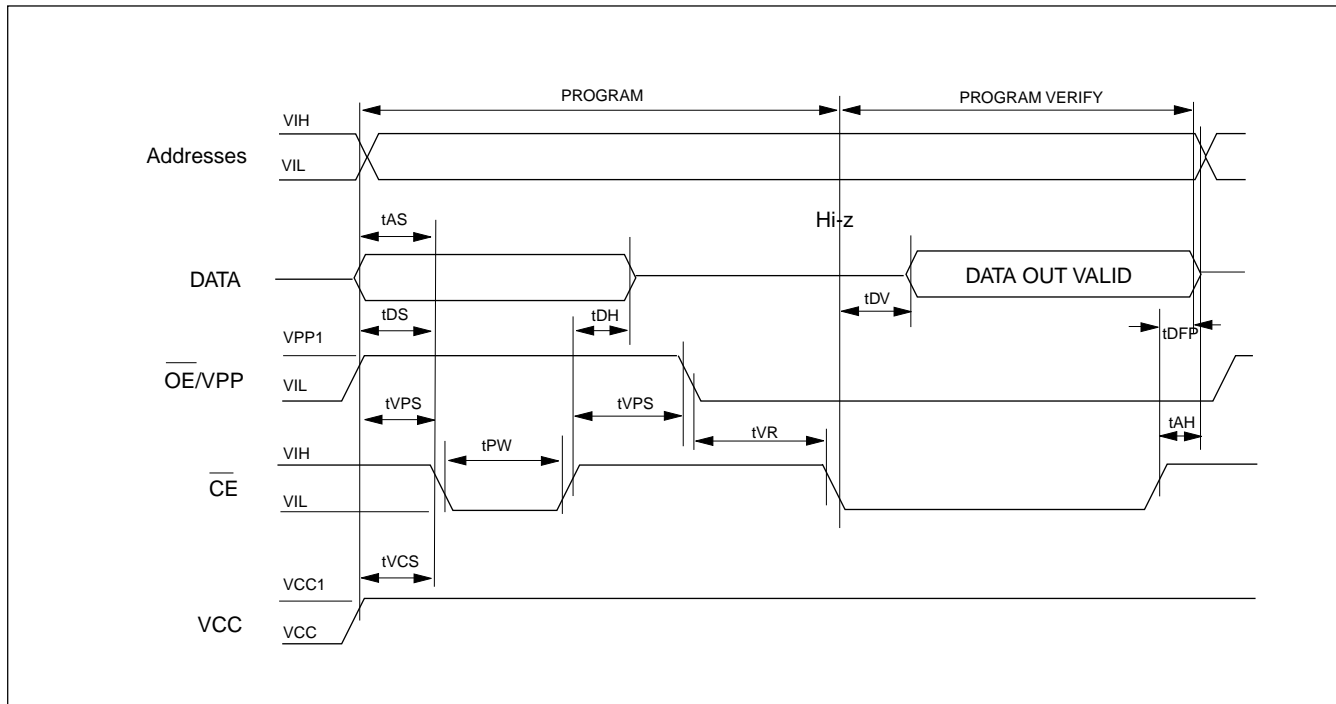 PROGRAM
PROGRAM VERIFY
VIH
Addresses
VIL
tAS
Hi-z
DATA
DATA OUT VALID
tDS
tDH
tDV
tDFP
VPP1
OE/VPP
VIL
tVPS
tVPS
tVR
tAH
VIH
tPW
CE
VIL
tVCS
VCC1
VCC
VCC